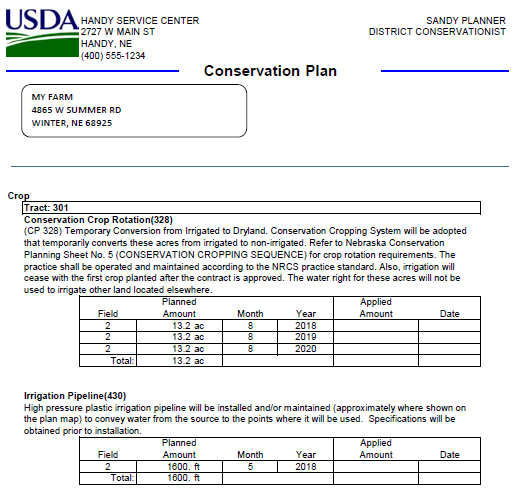 USDA
HANDY SERVICE CENTER
2727 W MAIN ST
HANDY, NE
(400) 555-1234
SANDY PLANNER
DISTRICT CONSERVATIONIST
Conservation Plan
MY FARM
4865 W SUMMER RD
WINTER, NE 68925
Crop
Tract: 301
Conservation Crop Rotation(328)
(CP 328) Temporary Conversion from Irrigated to Dryland. Conservation Cropping System will be adopted
that temporarily converts these acres from irrigated to non-irrigated. Refer to Nebraska Conservation
Planning Sheet No. 5 (CONSERVATION CROPPING SEQUENCE) for crop rotation requirements. The
practice shall be operated and maintained according to the NRCS practice standard. Also, irrigation will
cease with the first crop planted after the contract is approved. The water right for these acres will not be
used to irrigate other land located elsewhere.
Planned Applied
Field Amount Month Year Amount Date
2 13.2 ac 8 2018
2 13.2 ac 8 2019
2 13.2 ac 8 2020
Total: 13.2 ac
Irrigation Pipeline(430)
High pressure plastic irrigation pipeline will be installed and/or maintained (approximately where shown on
the plan map) to convey water from the source to the points where it will be used. Specifications will be
obtained prior to installation.
Planned Applied
Field Amount Month Year Amount Date
2 1600. ft 5 2018
Total: 1600. ft